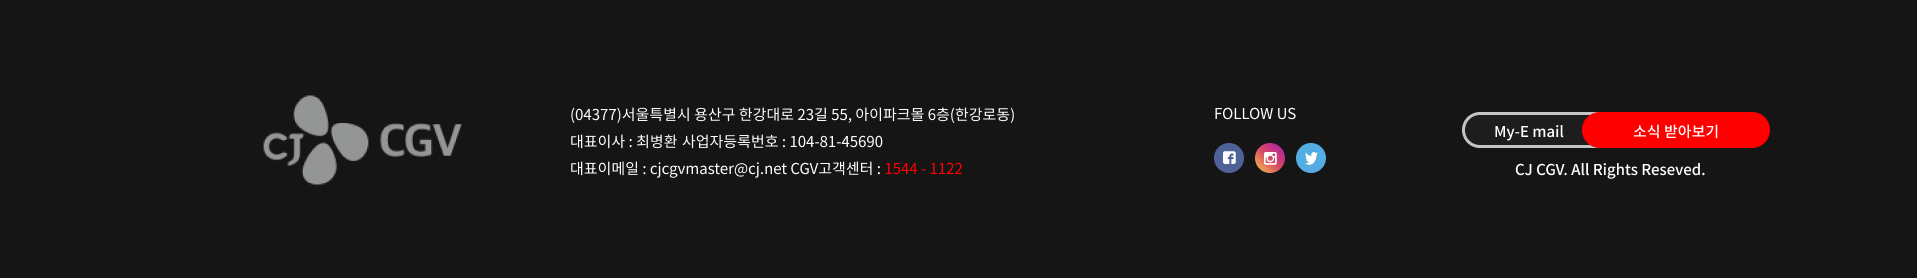 CJ CGV
(04377)서울특별시 용산구 한강대로 23길 55, 아이파크몰 6층(한강로동)
대표이사 : 최병환 사업자등록번호 : 104-81-45690
대표이메일 : cjcgvmaster@cj.net CGV고객센터 : 1544 - 1122
FOLLOW US
My-E mail 소식 받아보기
CJ CGV. All Rights Reseved.